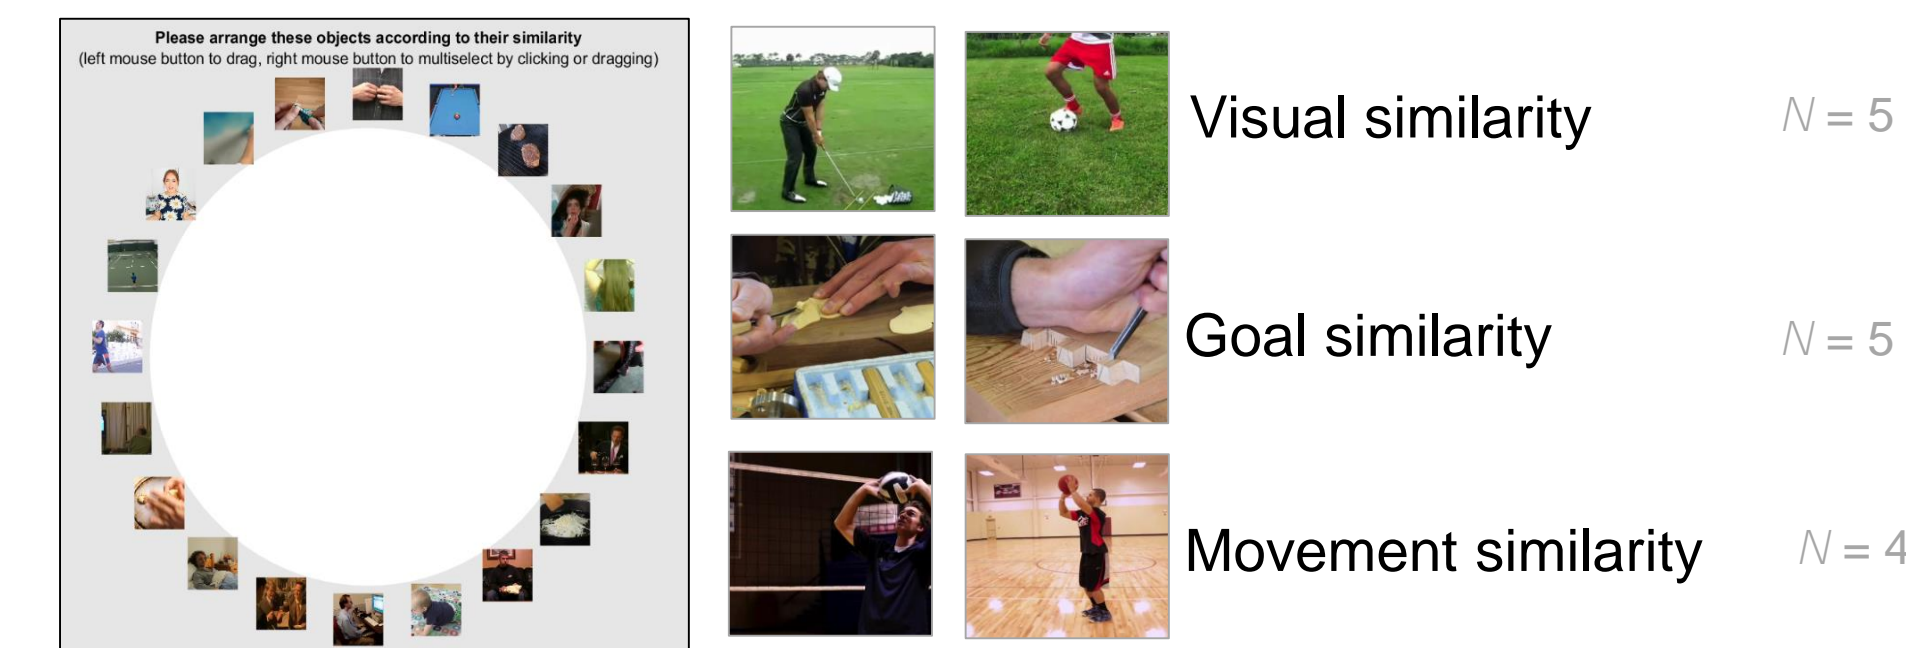 Please arrange these objects according to their similarity
(left mouse button to drag, right mouse button to multiselect by clicking or dragging)
Visual similarity
N = 5
Goal similarity
N = 5
Movement similarity
N = 4